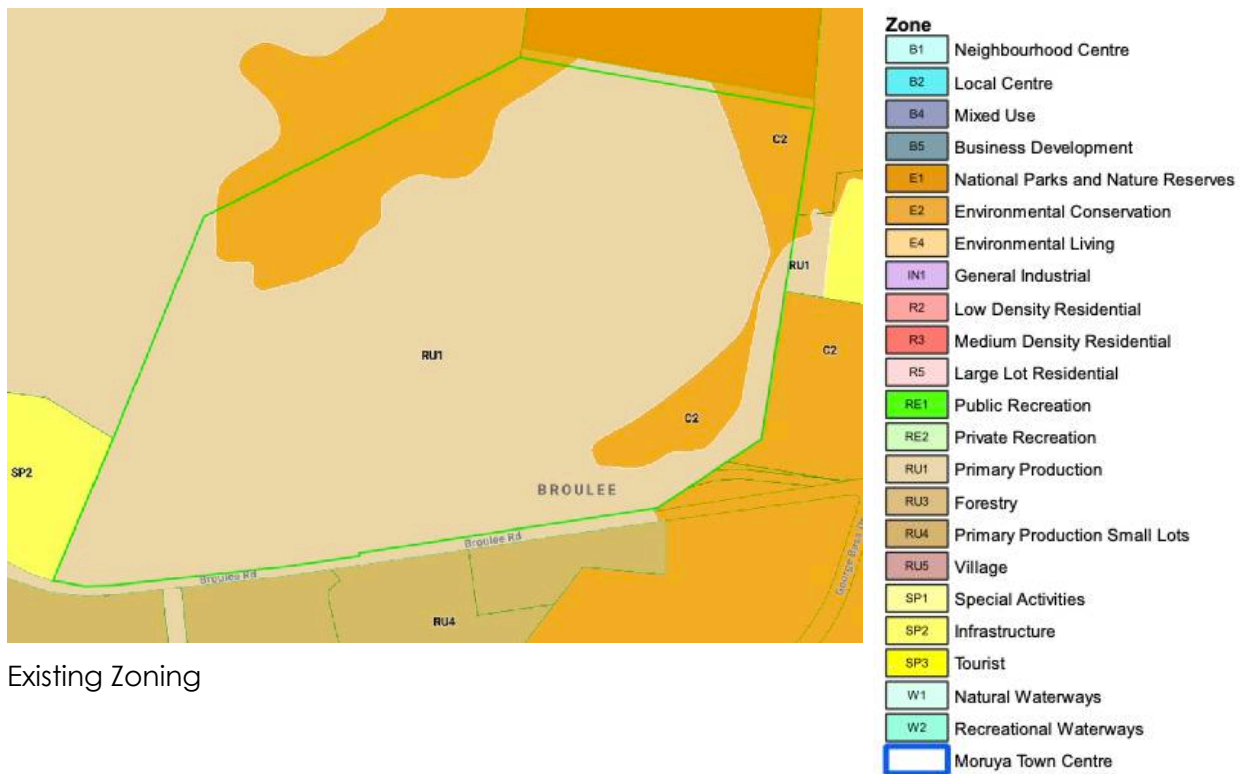 C2
RU1
C2
RU1
C2
SP2
BROULEE
Broulee Rd
Broulee Rd
RU4
George Bass Dr
Existing Zoning
Zone
B1 Neighbourhood Centre
B2 Local Centre
B4 Mixed Use
B5 Business Development
E1 National Parks and Nature Reserves
E2 Environmental Conservation
E4 Environmental Living
IN1 General Industrial
R2 Low Density Residential
R3 Medium Density Residential
R5 Large Lot Residential
RE1 Public Recreation
RE2 Private Recreation
RU1 Primary Production
RU3 Forestry
RU4 Primary Production Small Lots
RU5 Village
SP1 Special Activities
SP2 Infrastructure
SP3 Tourist
W1 Natural Waterways
W2 Recreational Waterways
Moruya Town Centre